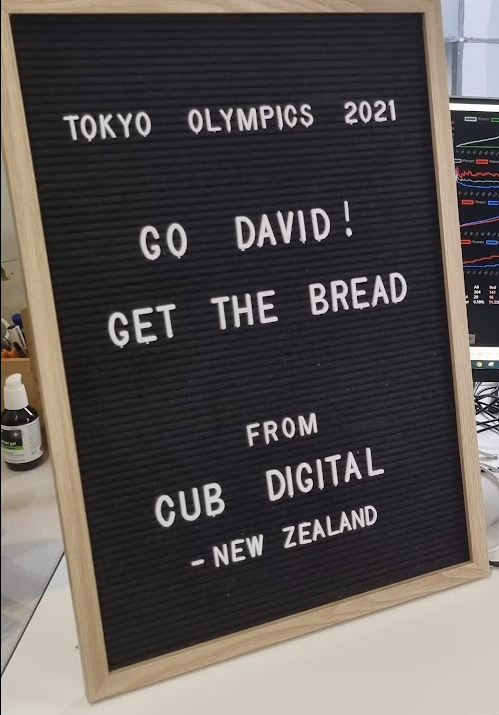 TOKYO OLYMPICS 2021
GO DAVID!
GET THE BREAD
FROM
CUB DIGITAL
-NEW ZEALAND